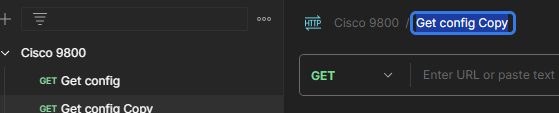 HTTP Cisco 9800 / Get config Copy
Cisco 9800
GET Get config
GET Get config Copy
GET Enter URL or paste text